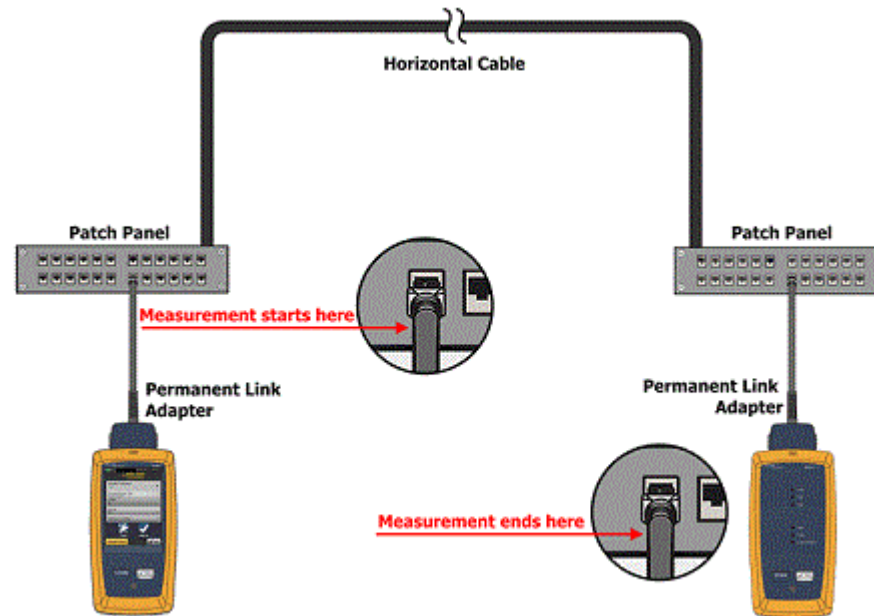 Horizontal Cable
Patch Panel
Patch Panel
Measurement starts here
Permanent Link
Adapter
Permanent Link
Adapter
Measurement ends here